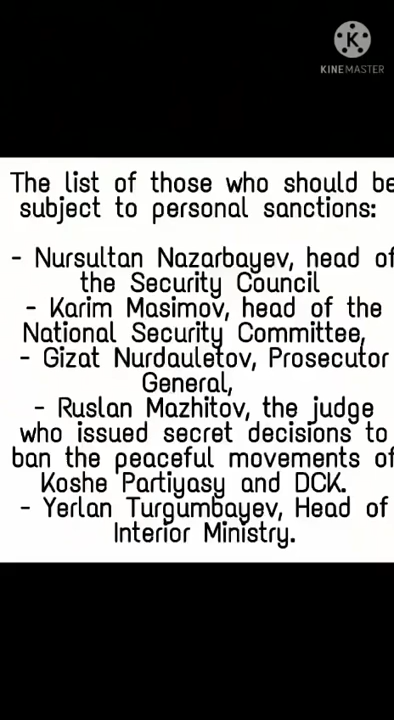 K
KINEMASTER
The list of those who should be
subject to personal sanctions:
- Nursultan Nazarbayev, head of
the Security Council
- Karim Masimov, head of the
National Security Committee,
- Gizat Nurdauletov, Prosecutor
General,
- Ruslan Mazhitov, the judge
who issued secret decisions to
ban the peaceful movements of
Koshe Partiyasy and DCK.
- Yerlan Turgumbayev, Head of
Interior Ministry.